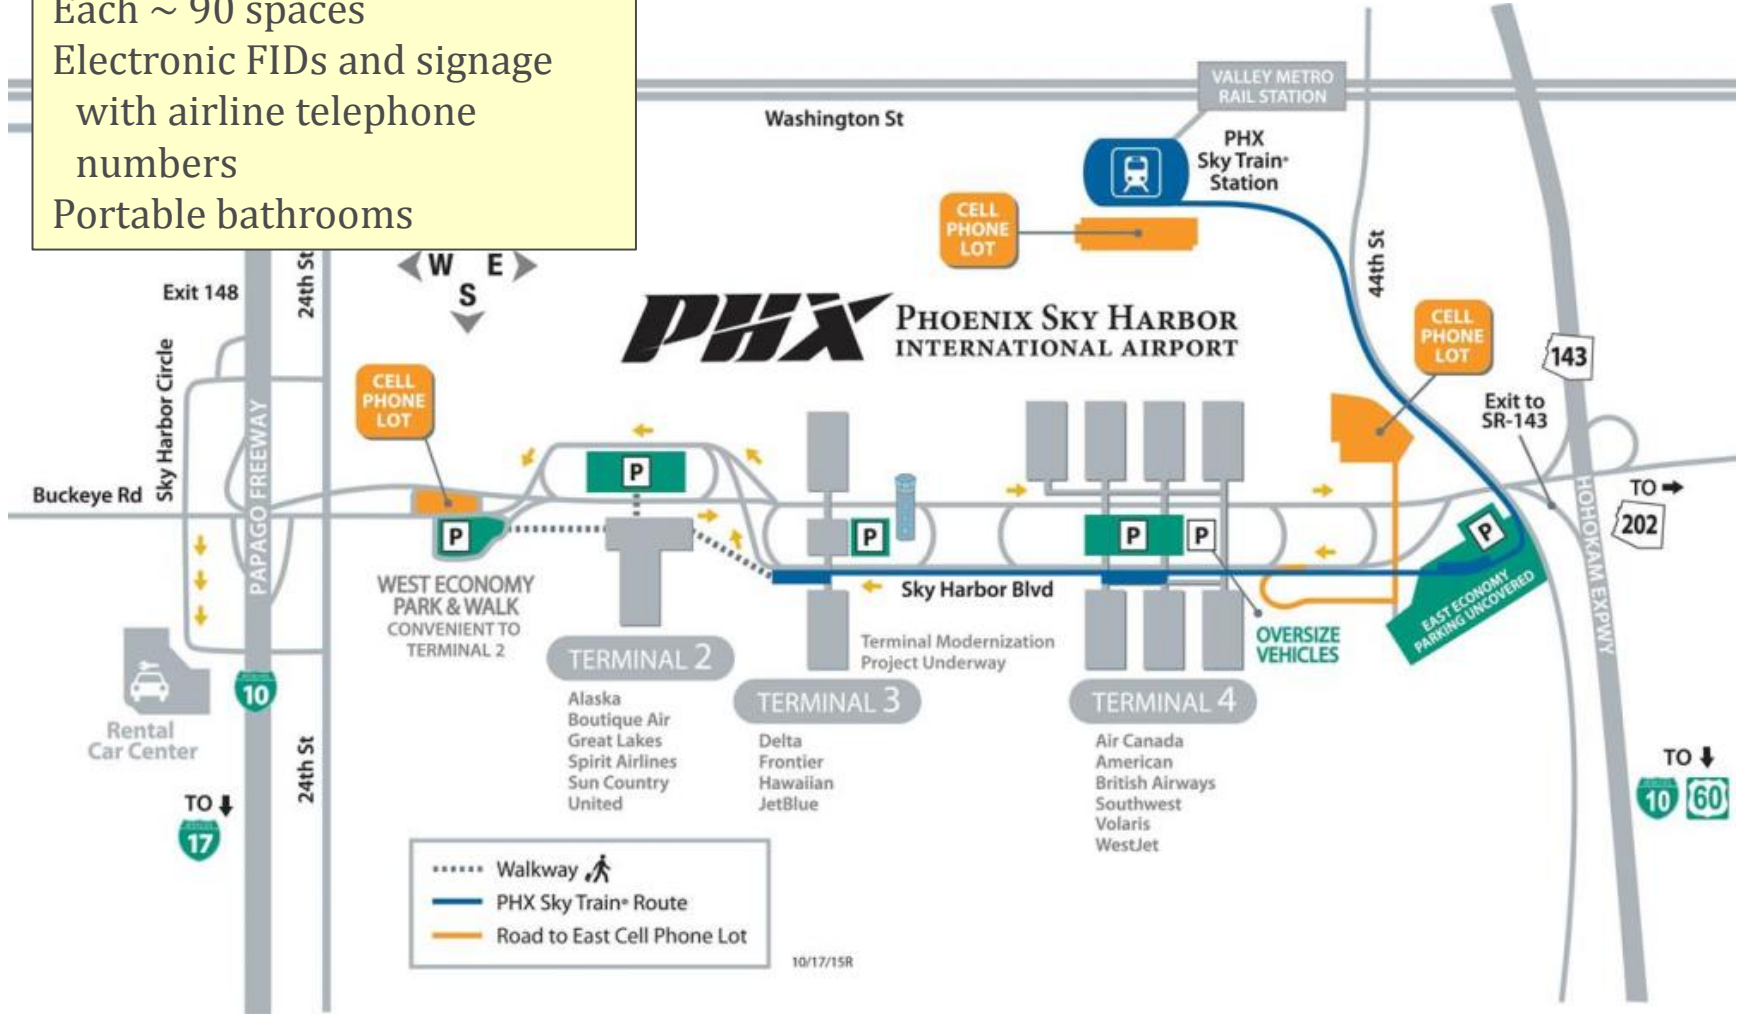 Each ~ 90 spaces
Electronic FIDs and signage
with airline telephone
numbers
Portable bathrooms
VALLEY METRO
RAIL STATION
Washington St
PHX
Sky Train
Station
CELL
PHONE
LOT
44th St
W E
S
Exit 148
24th St
PHX
PHOENIX SKY HARBOR
INTERNATIONAL AIRPORT
CELL
PHONE
LOT
143
Sky Harbor Circle
CELL
PHONE
LOT
Exit to
SR-143
PAPAGO FREEWAY
Buckeye Rd
P
TO
202
P
P
P
P
P
HOHOKAM EXPWY
WEST ECONOMY
PARK & WALK
CONVENIENT TO
TERMINAL 2
Sky Harbor Blvd
EAST ECONOMY
PARKING UNCOVERED
OVERSIZE
VEHICLES
Terminal Modernization
Project Underway
TERMINAL 2
Alaska
Boutique Air
Great Lakes
Spirit Airlines
Sun Country
United
TERMINAL 3
Delta
Frontier
Hawaiian
JetBlue
TERMINAL 4
Air Canada
American
British Airways
Southwest
Volaris
WestJet
10
Rental
Car Center
24th St
TO
17
TO
10 60
Walkway
PHX Sky Train Route
Road to East Cell Phone Lot
10/17/15R